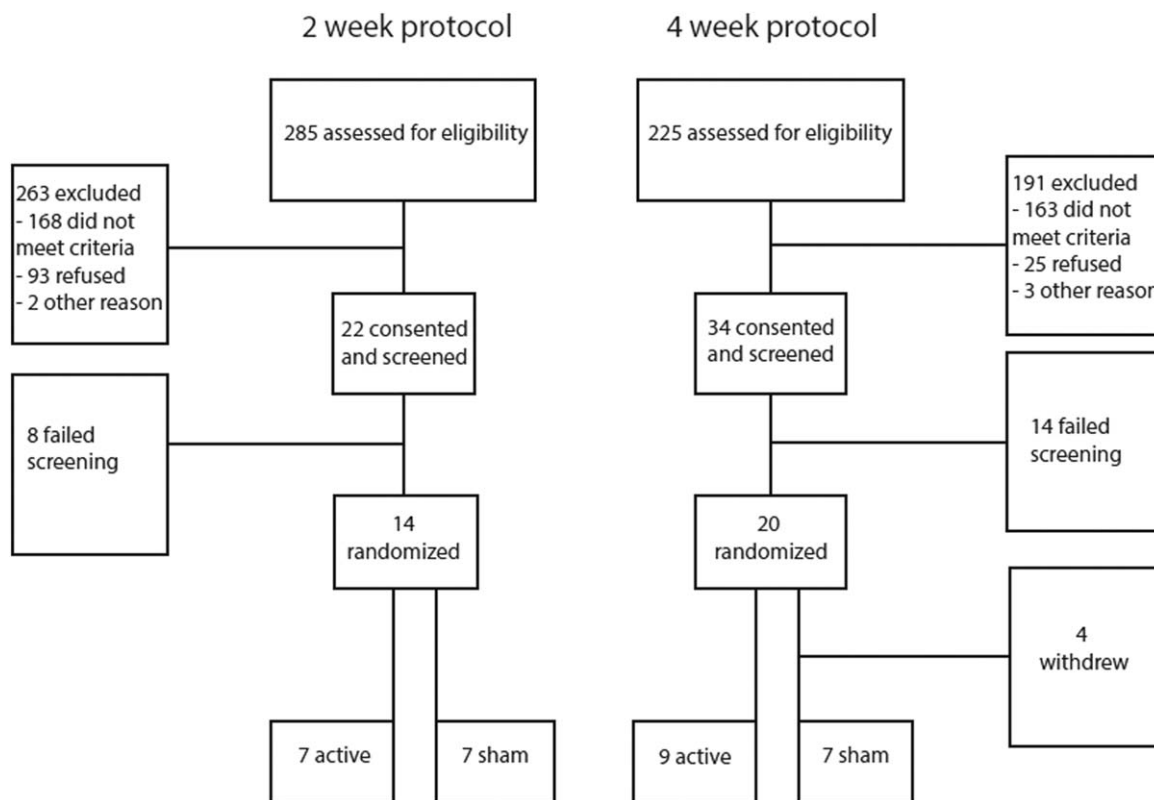 2 week protocol
285 assessed for eligibility
263 excluded
- 168 did not
meet criteria
- 93 refused
- 2 other reason
22 consented
and screened
8 failed
screening
14
randomized
7 active
7 sham
4 week protocol
225 assessed for eligibility
191 excluded
- 163 did not
meet criteria
- 25 refused
- 3 other reason
34 consented
and screened
14 failed
screening
20
randomized
4
withdrew
9 active
7 sham